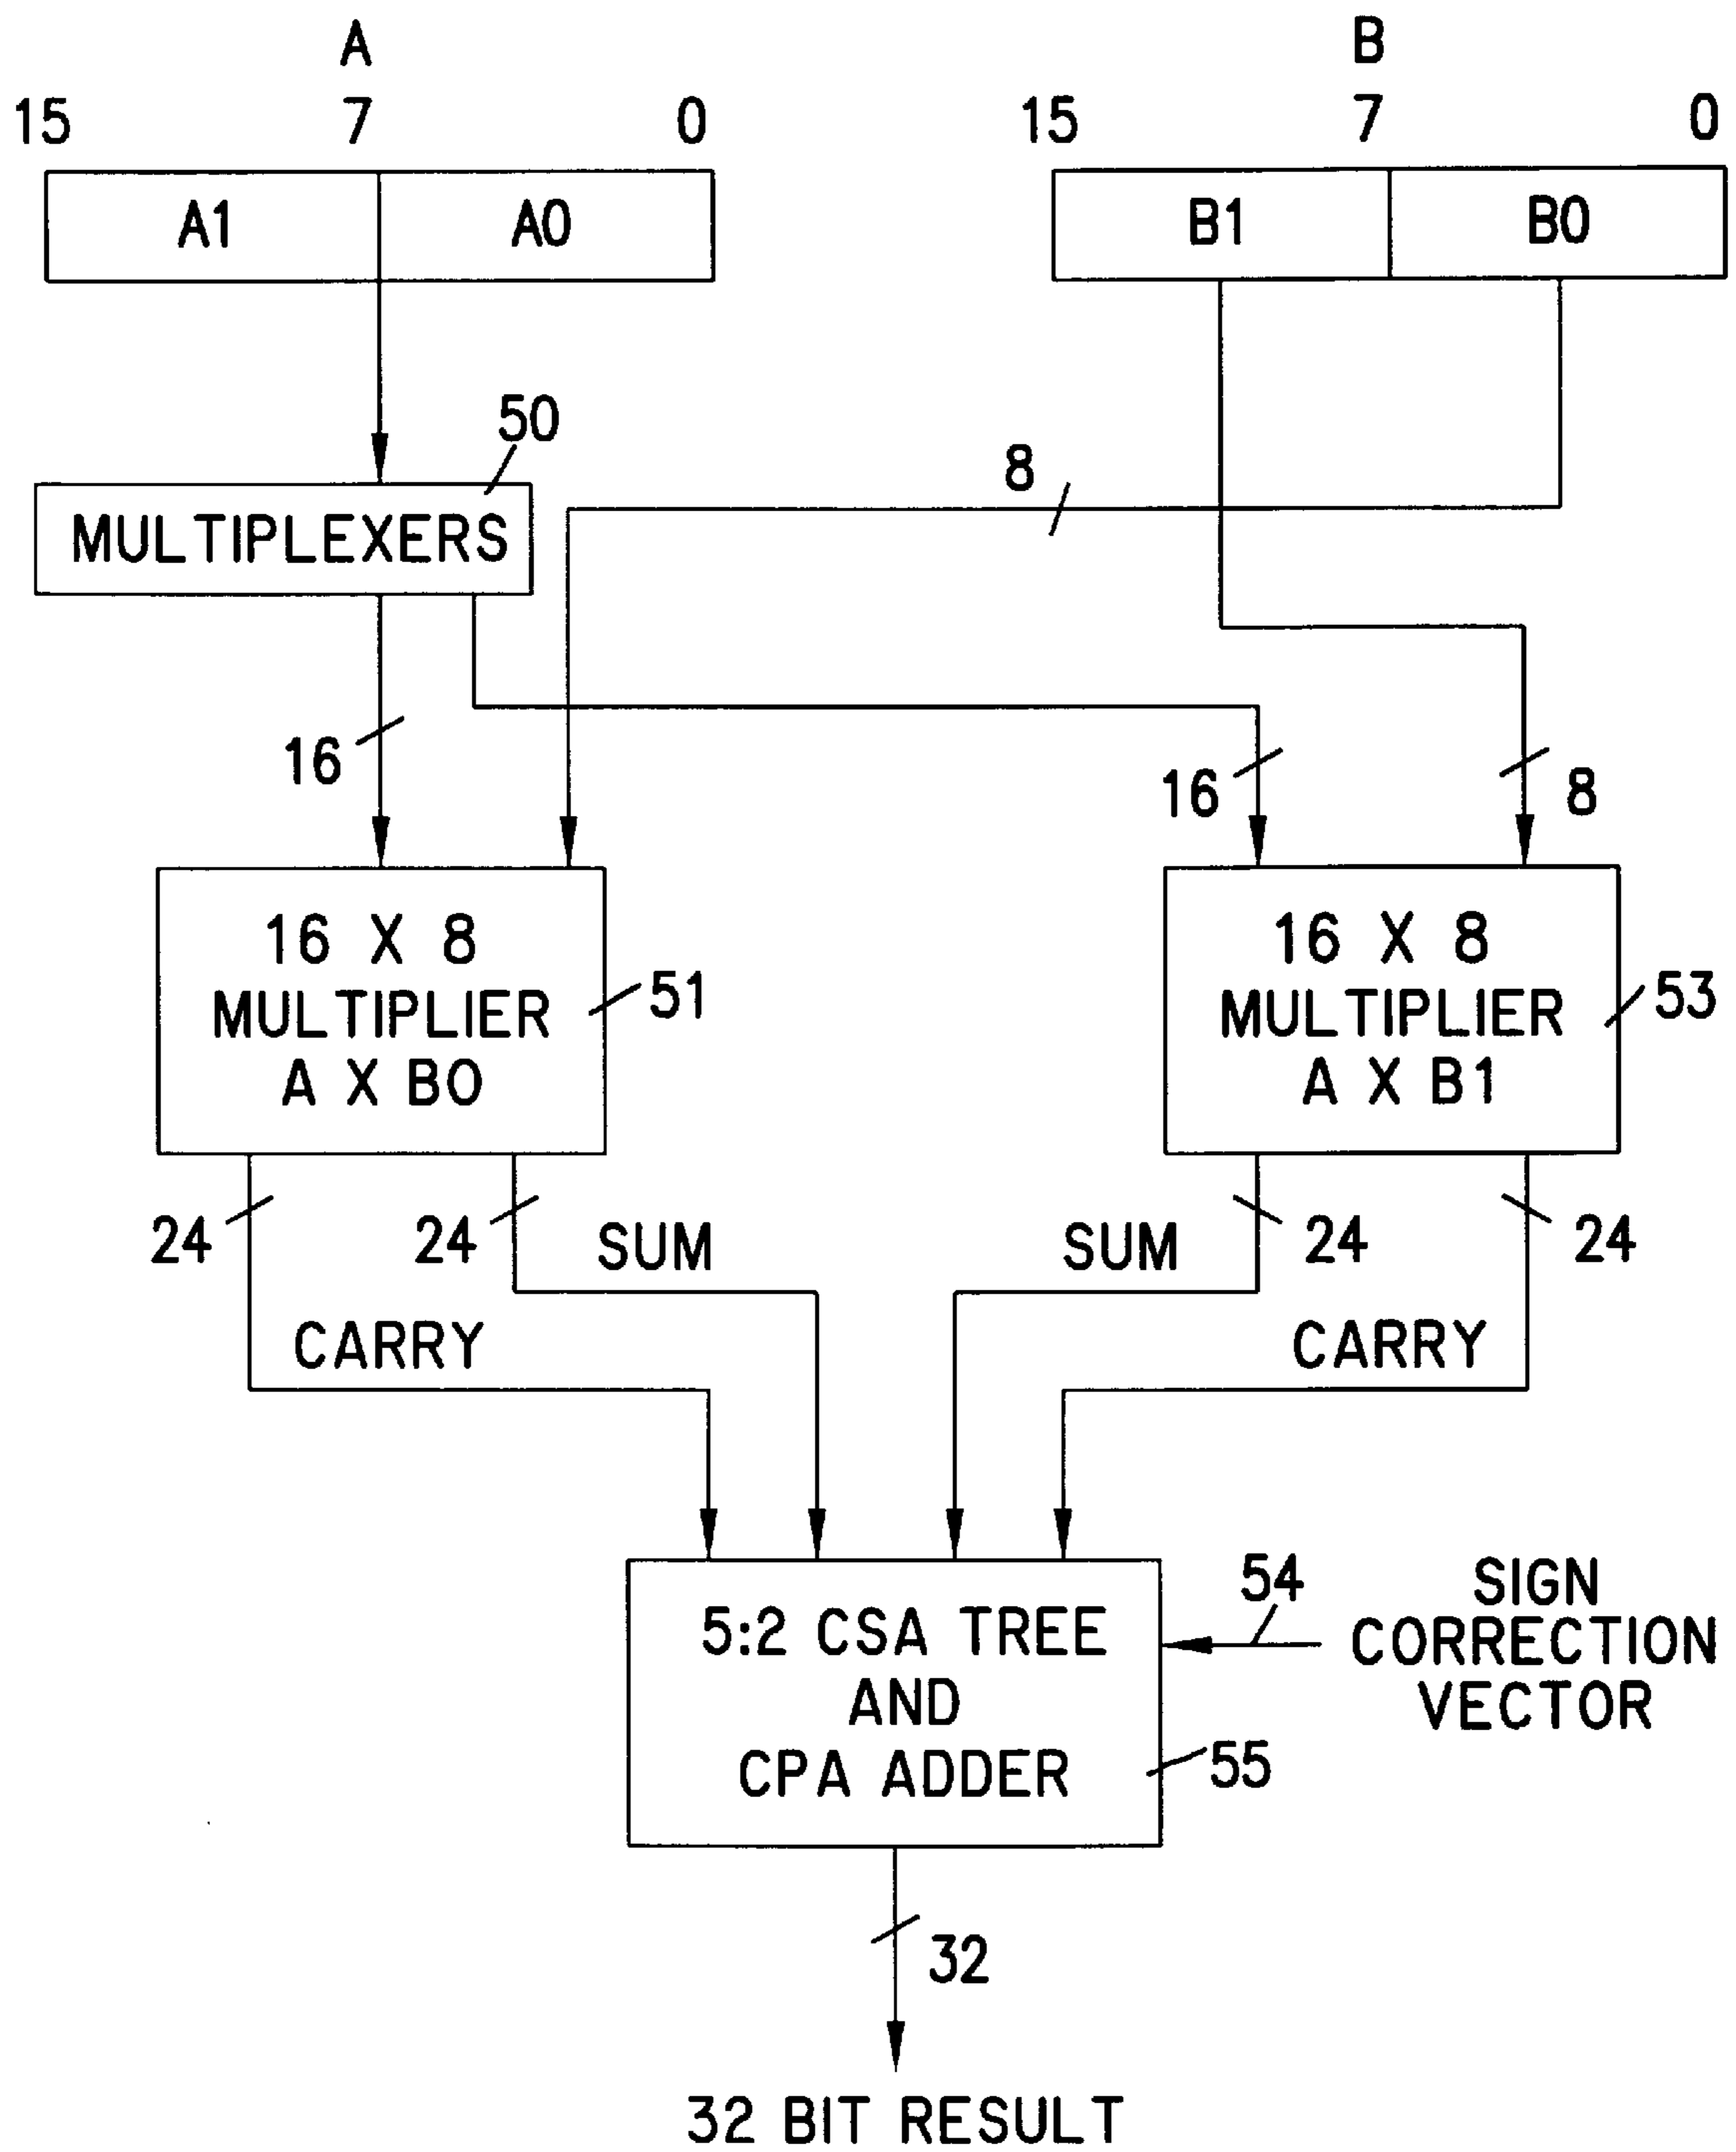 A
B
15 7 0
15 7 0
A1 A0
B1 B0
50
MULTIPLEXERS
8
16
16
8
16 X 8
MULTIPLIER
A X B0
51
16 X 8
MULTIPLIER
A X B1
53
24
24
SUM
SUM
24
24
CARRY
CARRY
5:2 CSA TREE
AND
CPA ADDER
54
SIGN
CORRECTION
VECTOR
55
32
32 BIT RESULT